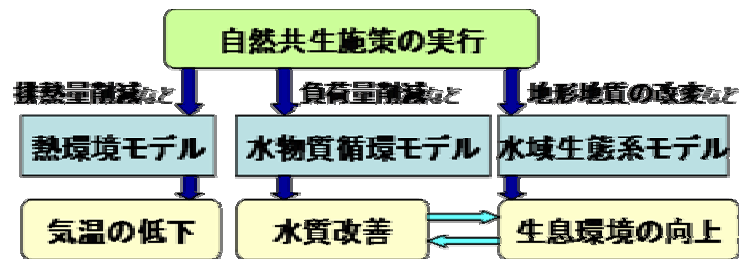 自然共生施策の実行
排熱量削減など 負荷量削減など 地形地質の改変など
熱環境モデル 水物質循環モデル 水域生態系モデル
気温の低下 水質改善 生息環境の向上